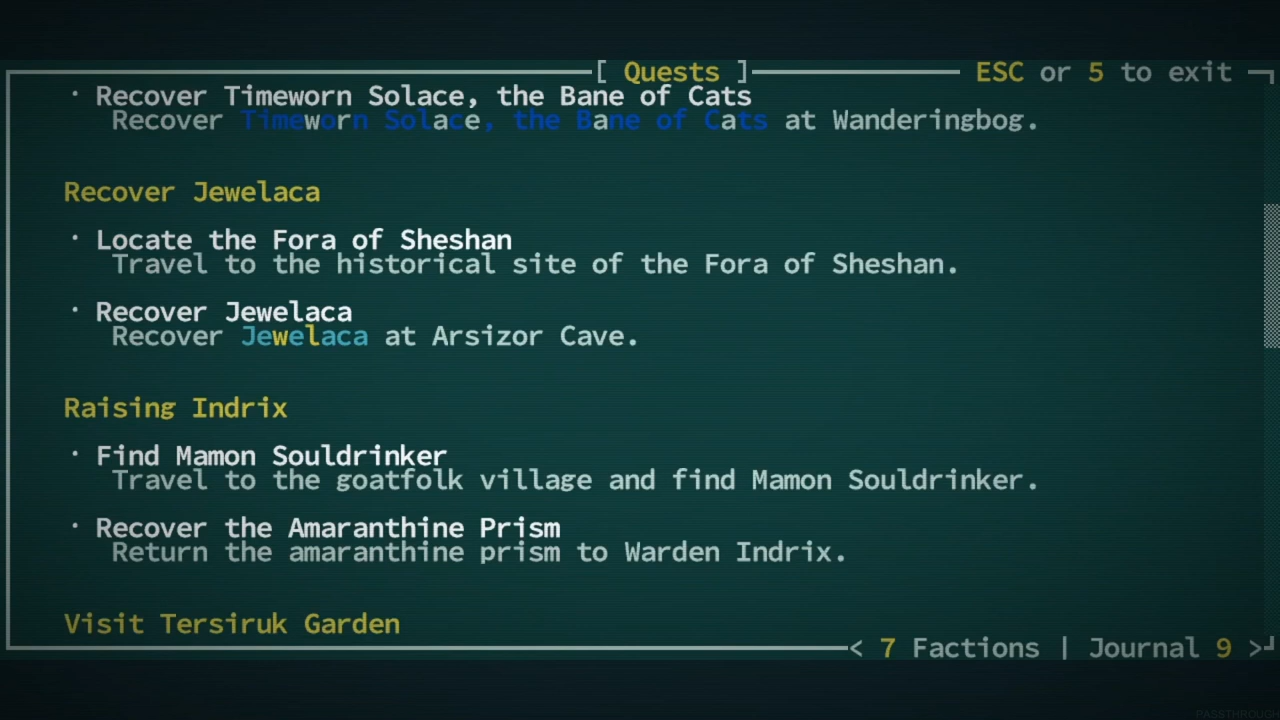 [ Quests ] ESC or 5 to exit
· Recover Timeworn Solace, the Bane of Cats
Recover Timeworn Solace, the Bane of Cats at Wanderingbog.
Recover Jewelaca
· Locate the Fora of Sheshan
Travel to the historical site of the Fora of Sheshan.
· Recover Jewelaca
Recover Jewelaca at Arsizor Cave.
Raising Indrix
· Find Mamon Souldrinker
Travel to the goatfolk village and find Mamon Souldrinker.
· Recover the Amaranthine Prism
Return the amaranthine prism to Warden Indrix.
Visit Tersiruk Garden
< 7 Factions | Journal 9 >